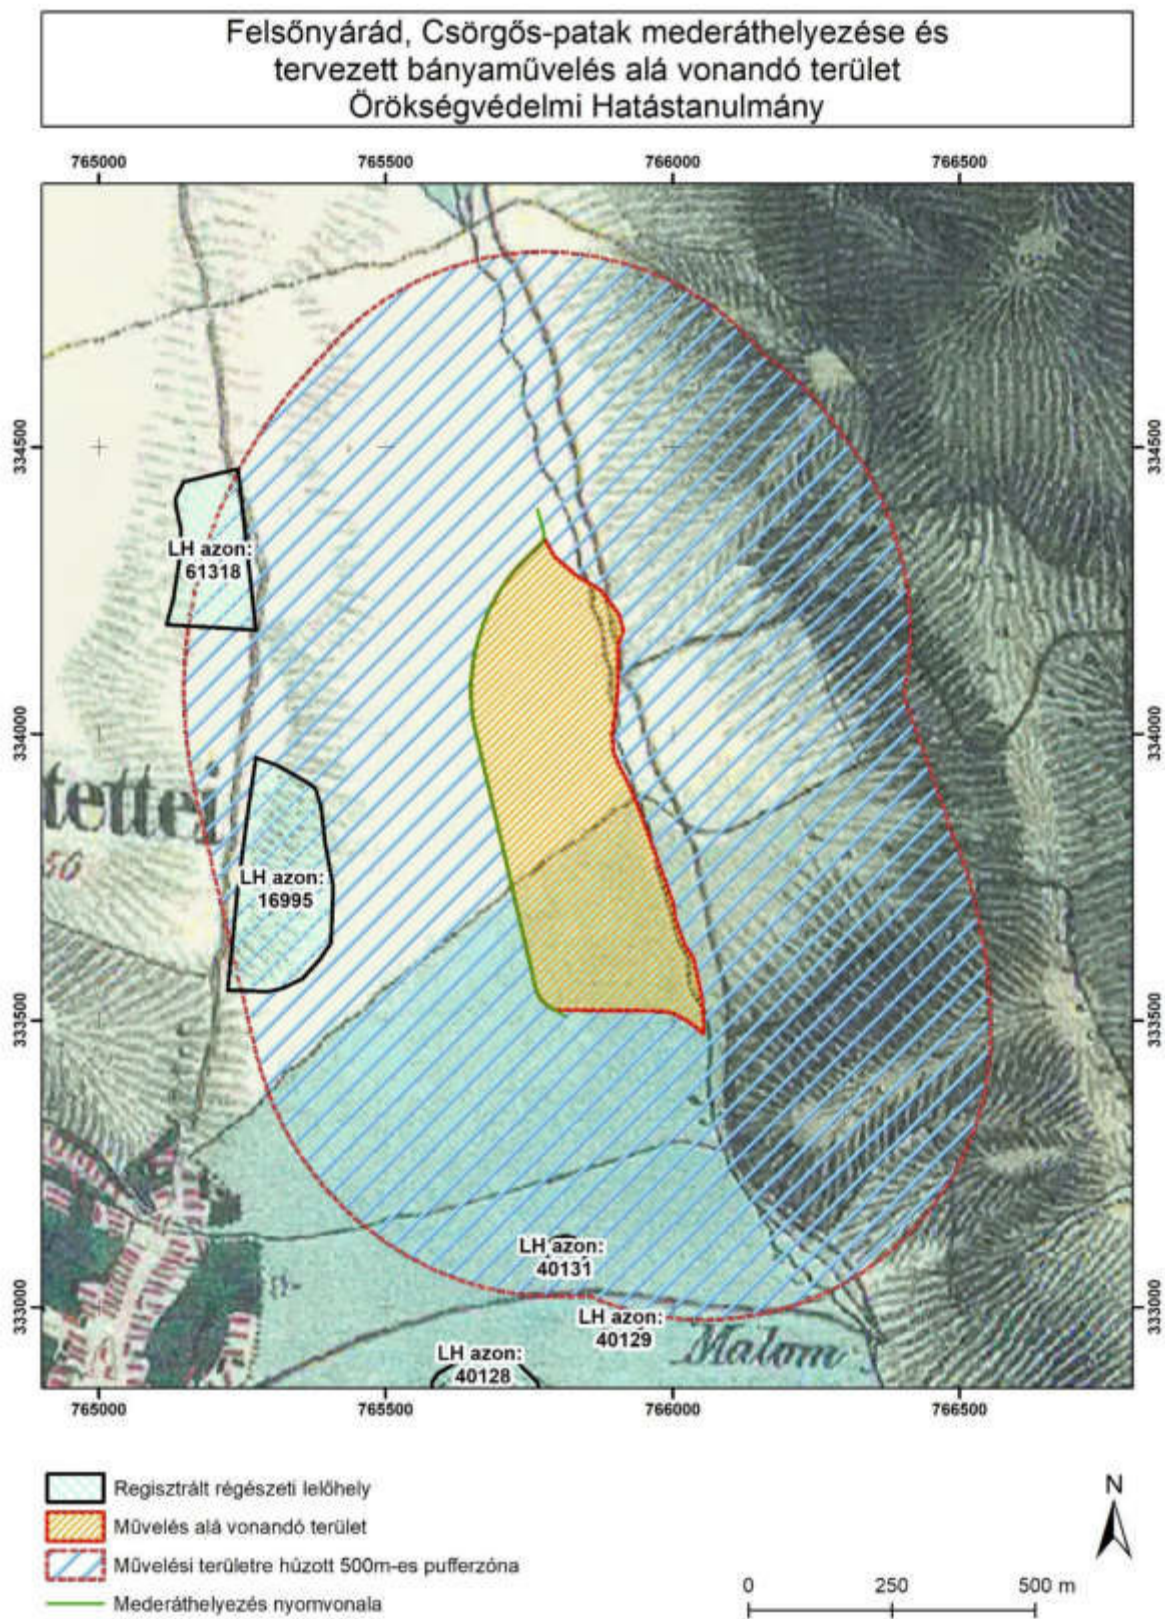 Felsőnyárád, Csörgős-patak mederáthelyezése és
tervezett bányaművelés alá vonandó terület
Örökségvédelmi Hatástanulmány
765000 765500 766000 766500
334500 334500
LH azon:
61318
334000 334000
tettei
56
LH azon:
16995
333500 333500
LH azon:
40131
333000 333000
LH azon:
40129
Malom
LH azon:
40128
765000 765500 766000 766500
Regisztrált régészeti lelőhely
Művelés alá vonandó terület
Művelési területre húzott 500m-es pufferzóna
Mederáthelyezés nyomvonala
N
0 250 500 m